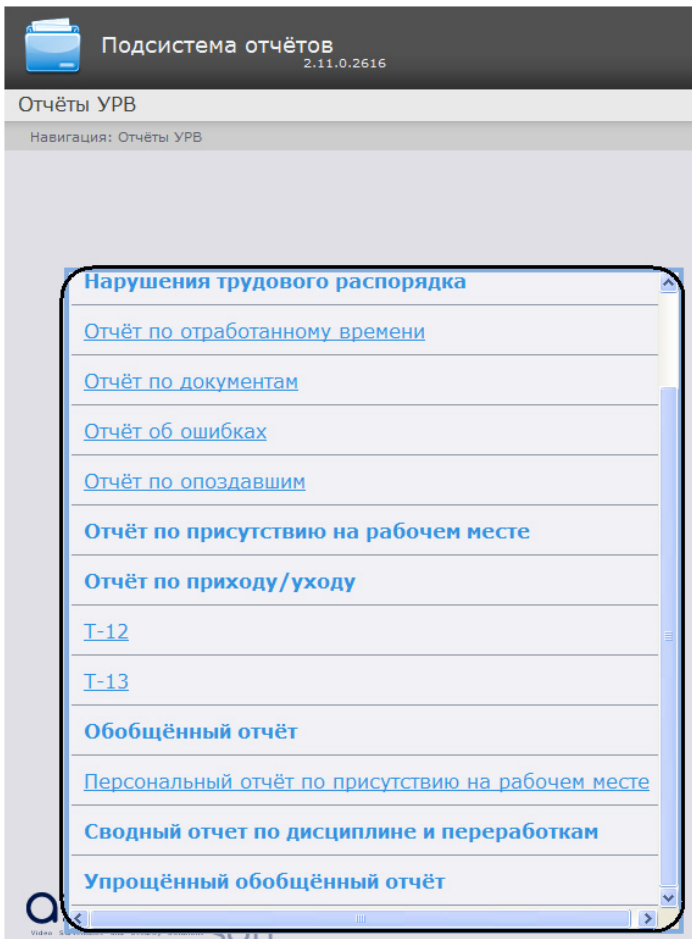 Подсистема отчётов
2.11.0.2616
Отчёты УРВ
Навигация: Отчёты УРВ
Нарушения трудового распорядка
Отчёт по отработанному времени
Отчёт по документам
Отчёт об ошибках
Отчёт по опоздавшим
Отчёт по присутствию на рабочем месте
Отчёт по приходу/уходу
Т-12
Т-13
Обобщённый отчёт
Персональный отчёт по присутствию на рабочем месте
Сводный отчет по дисциплине и переработкам
Упрощённый обобщённый отчёт